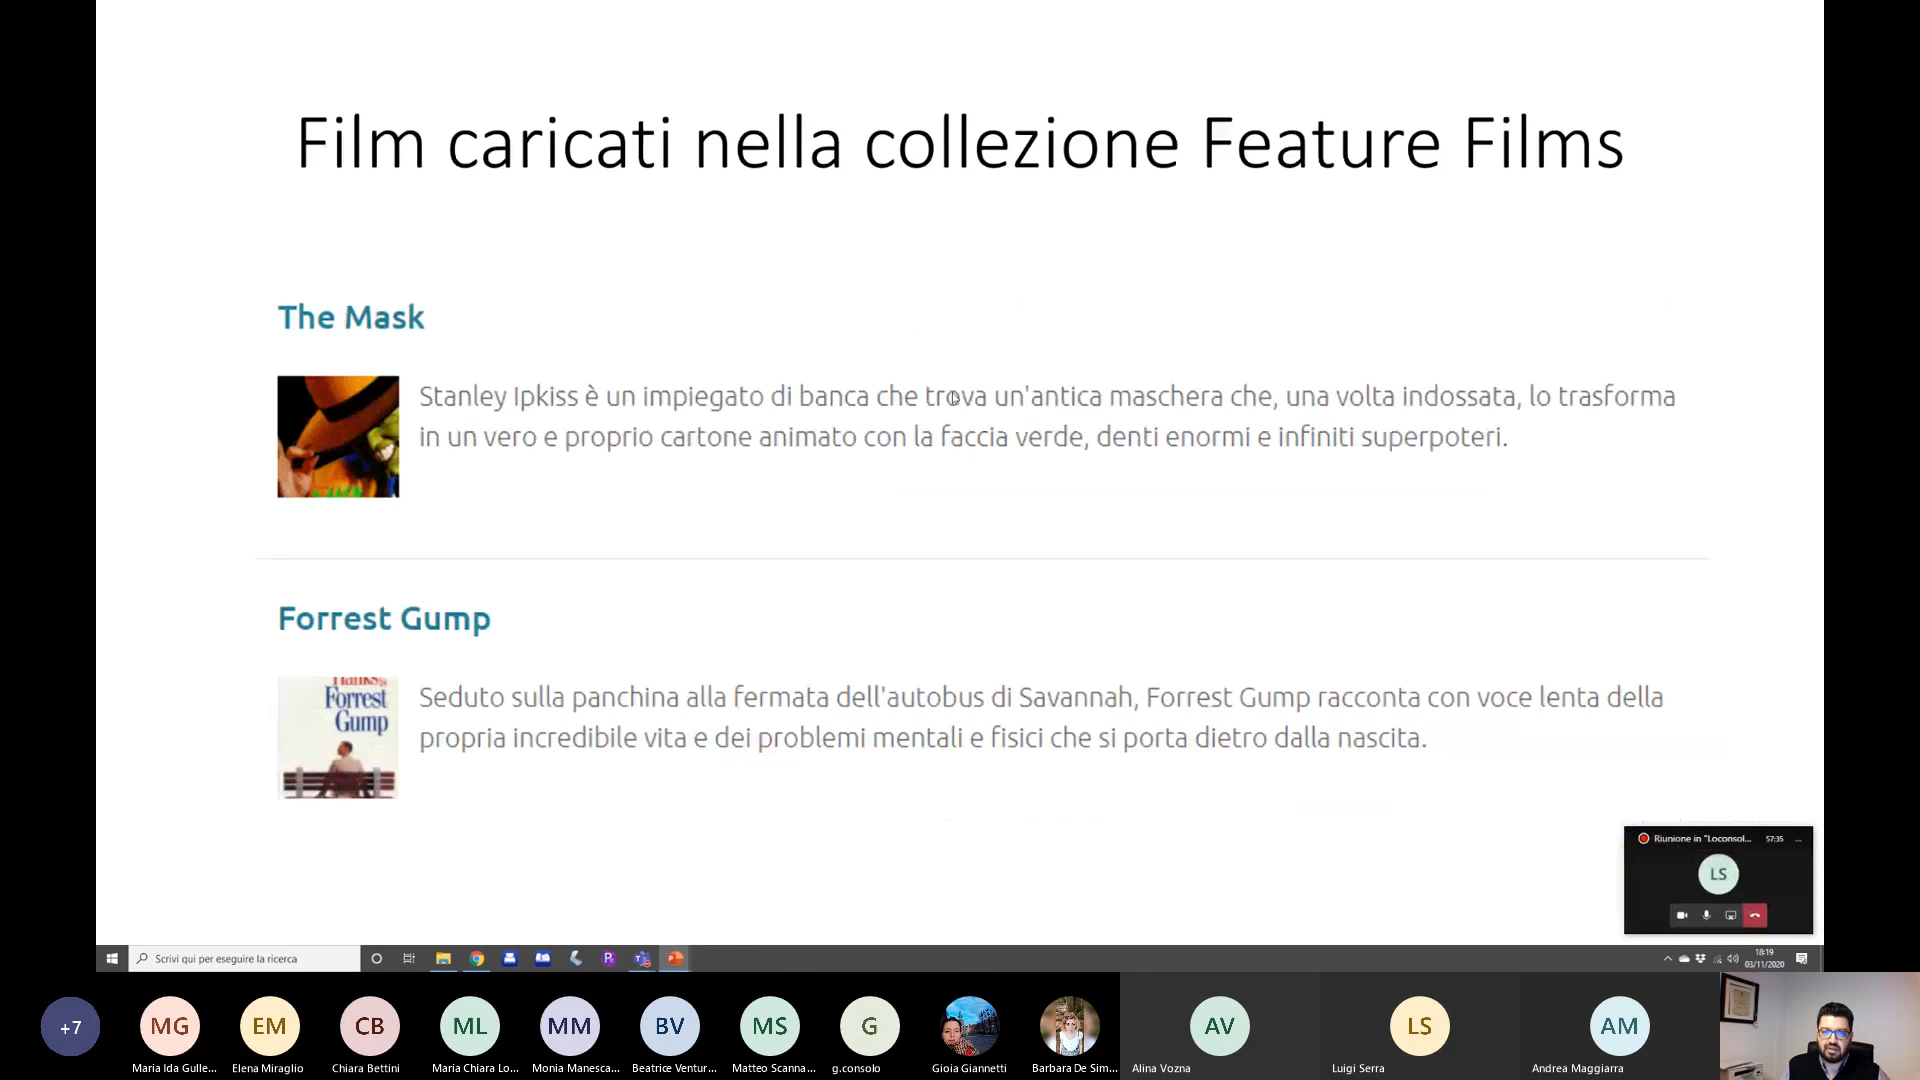 Film caricati nella collezione Feature Films
The Mask
Stanley Ipkiss è un impiegato di banca che trova un'antica maschera che, una volta indossata, lo trasforma
in un vero e proprio cartone animato con la faccia verde, denti enormi e infiniti superpoteri.
Forrest Gump
Forrest
Gump
Seduto sulla panchina alla fermata dell'autobus di Savannah, Forrest Gump racconta con voce lenta della
propria incredibile vita e dei problemi mentali e fisici che si porta dietro dalla nascita.
Riunione in "Loconsol... 57:35 ...
LS
Scrivi qui per eseguire la ricerca
18:19
03/11/2020
+7
MG
EM
CB
ML
MM
BV
MS
G
AV
LS
AM
Maria Ida Gulle...
Elena Miraglio
Chiara Bettini
Maria Chiara Lo...
Monia Manesca...
Beatrice Ventur...
Matteo Scanna...
g.consolo
Gioia Giannetti
Barbara De Sim...
Alina Vozna
Luigi Serra
Andrea Maggiarra